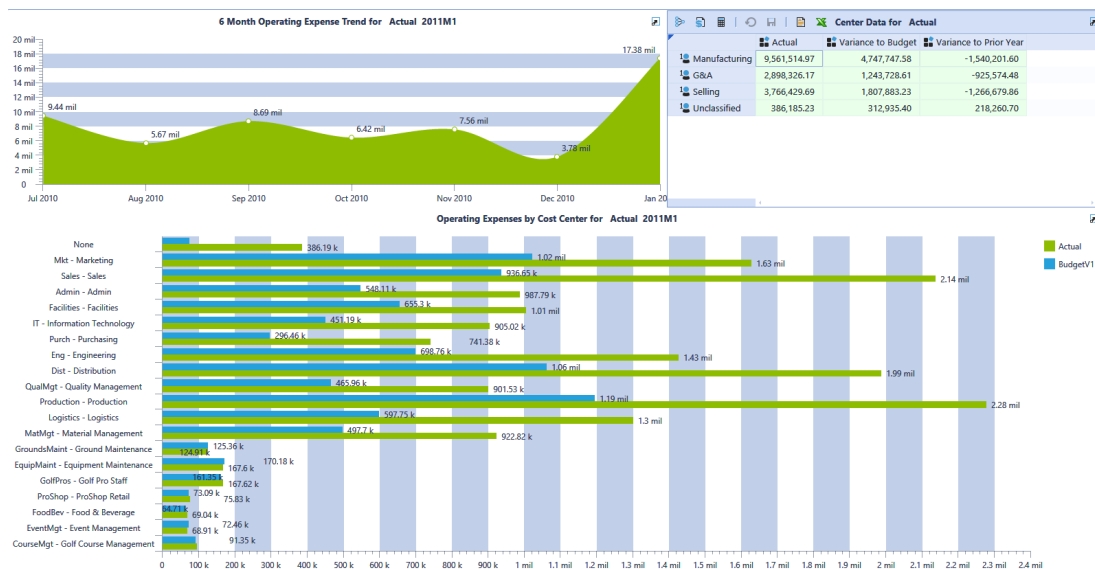 6 Month Operating Expense Trend for Actual 2011M1
20 mil
18 mil
16 mil
14 mil
12 mil
10 mil
8 mil
6 mil
4 mil
2 mil
0
9.44 mil
5.67 mil
8.69 mil
6.42 mil
7.56 mil
3.78 mil
17.38 mil
Jul 2010 Aug 2010 Sep 2010 Oct 2010 Nov 2010 Dec 2010 Jan 20
Center Data for Actual
Actual Variance to Budget Variance to Prior Year
Manufacturing 9,561,514.97 4,747,747.58 -1,540,201.60
G&A 2,898,326.17 1,243,728.61 -925,574.48
Selling 3,766,429.69 1,807,883.23 -1,266,679.86
Unclassified 386,185.23 312,935.40 218,260.70
Operating Expenses by Cost Center for Actual 2011M1
Actual
BudgetV1
None 386.19 k
Mkt - Marketing 1.02 mil 1.63 mil
Sales - Sales 936.65 k 2.14 mil
Admin - Admin 548.11 k 987.79 k
Facilities - Facilities 655.3 k 1.01 mil
IT - Information Technology 451.19 k 905.02 k
Purch - Purchasing 296.46 k 741.38 k
Eng - Engineering 698.76 k 1.43 mil
Dist - Distribution 1.06 mil 1.99 mil
QualMgt - Quality Management 465.96 k 901.53 k
Production - Production 1.19 mil 2.28 mil
Logistics - Logistics 597.75 k 1.3 mil
MatMgt - Material Management 497.7 k 922.82 k
GroundsMaint - Ground Maintenance 125.36 k 124.91 k
EquipMaint - Equipment Maintenance 170.18 k 167.6 k
GolfPros - Golf Pro Staff 161.35 k 167.62 k
ProShop - ProShop Retail 73.09 k 75.83 k
FoodBev - Food & Beverage 64.71 k 69.04 k
EventMgt - Event Management 72.46 k 68.91 k
CourseMgt - Golf Course Management 91.35 k
0 100 k 200 k 300 k 400 k 500 k 600 k 700 k 800 k 900 k 1 mil 1.1 mil 1.2 mil 1.3 mil 1.4 mil 1.5 mil 1.6 mil 1.7 mil 1.8 mil 1.9 mil 2 mil 2.1 mil 2.2 mil 2.3 mil 2.4 mil